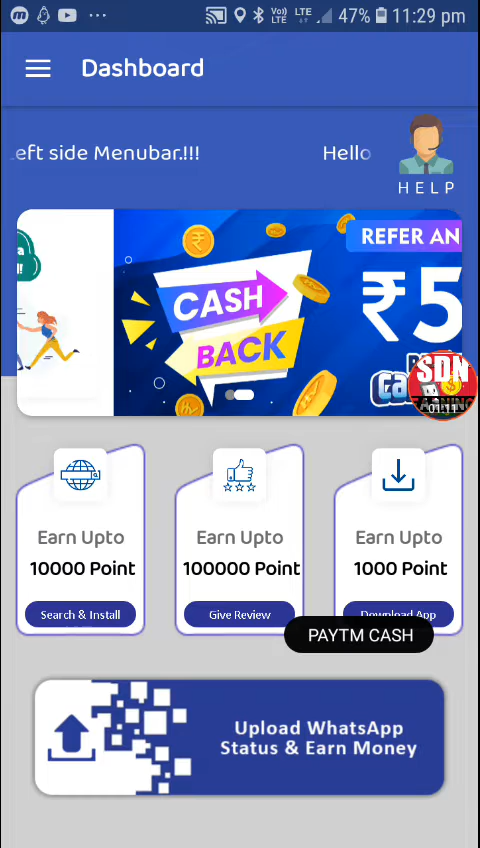 47% 11:29 pm
Dashboard
eft side Menubar.!!! Hello
HELP
REFER AN
CASH
BACK
₹5
SDN
01:11
Earn Upto
10000 Point
Search & Install
Earn Upto
100000 Point
Give Review
Earn Upto
1000 Point
Download App
PAYTM CASH
Upload WhatsApp
Status & Earn Money